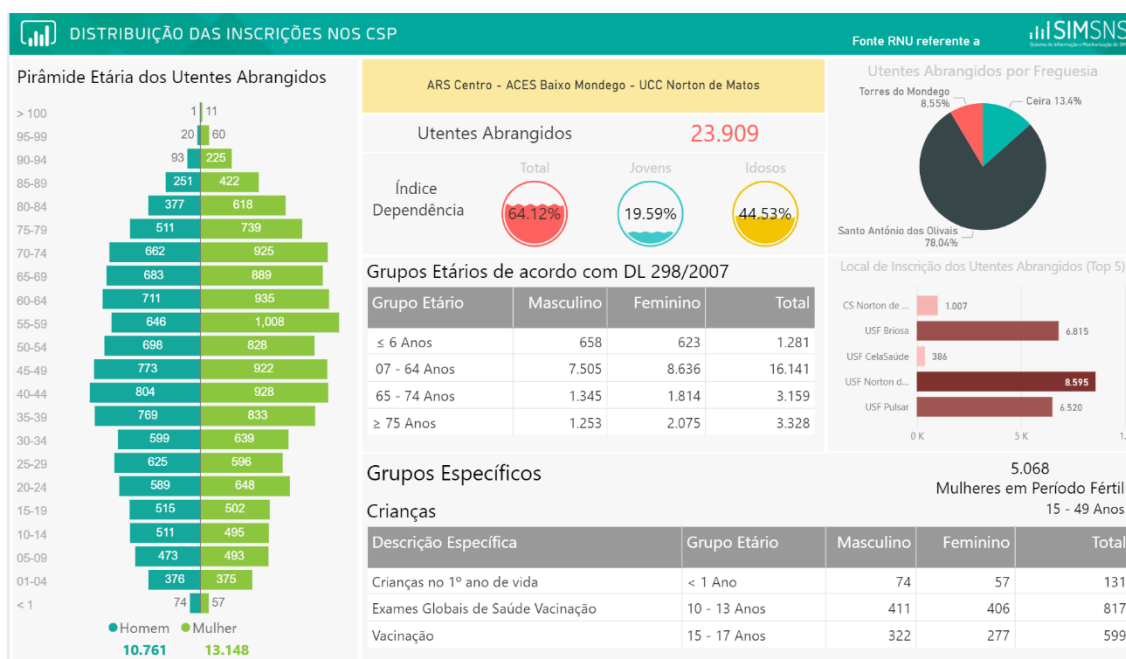 DISTRIBUIÇÃO DAS INSCRIÇÕES NOS CSP
Fonte RNU referente a
SIMSNS
Pirâmide Etária dos Utentes Abrangidos
> 100 1 11
95-99 20 60
90-94 93 225
85-89 251 422
80-84 377 618
75-79 511 739
70-74 662 925
65-69 683 889
60-64 711 935
55-59 646 1,008
50-54 698 828
45-49 773 922
40-44 804 928
35-39 769 833
30-34 599 639
25-29 625 596
20-24 589 648
15-19 515 502
10-14 511 495
05-09 473 493
01-04 376 375
< 1 74 57
Homem Mulher
10.761 13.148
ARS Centro - ACES Baixo Mondego - UCC Norton de Matos
Utentes Abrangidos 23.909
Índice Dependência
Total Jovens Idosos
64.12% 19.59% 44.53%
Utentes Abrangidos por Freguesia
Torres do Mondego
8.55%
Ceira 13,4%
Santo António dos Olivais
78.04%
Grupos Etários de acordo com DL 298/2007
Grupo Etário Masculino Feminino Total
≤ 6 Anos 658 623 1.281
07 - 64 Anos 7.505 8.636 16.141
65 - 74 Anos 1.345 1.814 3.159
≥ 75 Anos 1.253 2.075 3.328
Local de Inscrição dos Utentes Abrangidos (Top 5)
CS Norton de ... 1.007
USF Briosa 6.815
USF CelaSaúde 386
USF Norton d... 8.595
USF Pulsar 6.520
0 K 5 K 1
Grupos Específicos
5.068
Mulheres em Período Fértil
15 - 49 Anos
Crianças
Descrição Específica Grupo Etário Masculino Feminino Total
Crianças no 1º ano de vida < 1 Ano 74 57 131
Exames Globais de Saúde Vacinação 10 - 13 Anos 411 406 817
Vacinação 15 - 17 Anos 322 277 599